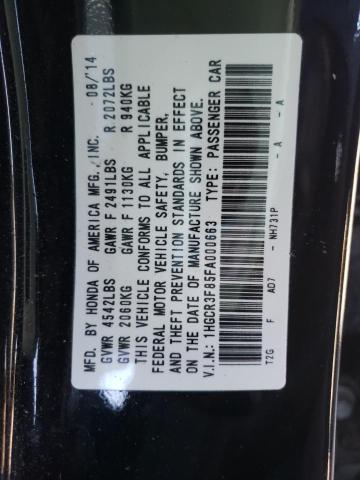 MFD. BY HONDA OF AMERICA MFG.,INC. 08/'14
GVWR 4542LBS GAWR F 2491LBS R 2072LBS
GVWR 2060KG GAWR F 1130KG R 940KG
THIS VEHICLE CONFORMS TO ALL APPLICABLE
FEDERAL MOTOR VEHICLE SAFETY, BUMPER,
AND THEFT PREVENTION STANDARDS IN EFFECT
ON THE DATE OF MANUFACTURE SHOWN ABOVE.
V.I.N.: 1HGCR3F85FA000663 TYPE: PASSENGER CAR
T2G F AD7 - NH731P - A - A